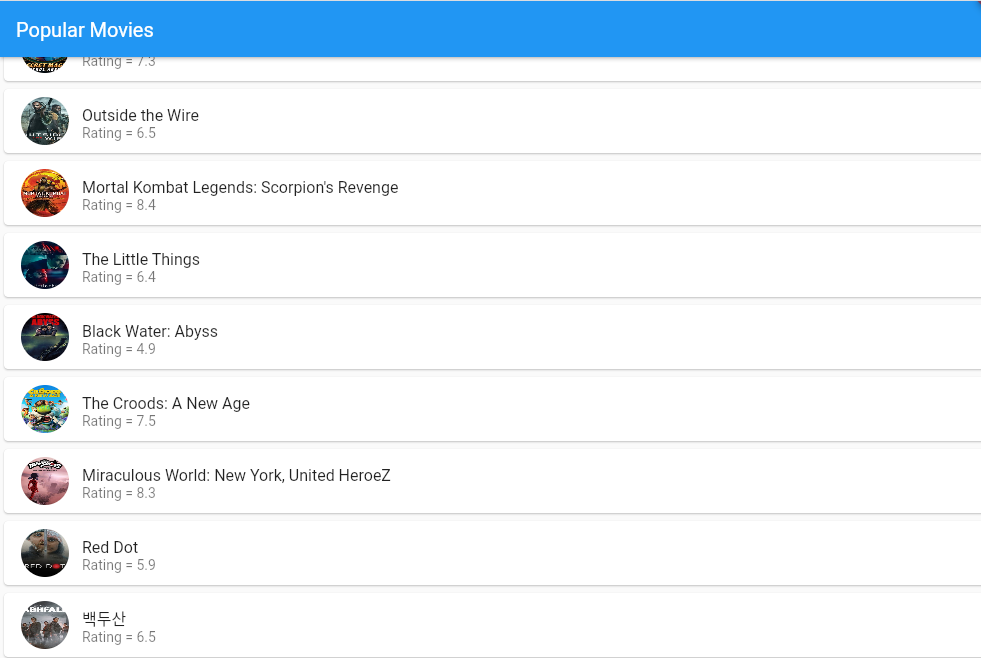 Popular Movies
Rating = 7.3
Outside the Wire
Rating = 6.5
Mortal Kombat Legends: Scorpion's Revenge
Rating = 8.4
The Little Things
Rating = 6.4
Black Water: Abyss
Rating = 4.9
The Croods: A New Age
Rating = 7.5
Miraculous World: New York, United HeroeZ
Rating = 8.3
RED DOT
Red Dot
Rating = 5.9
백두산
Rating = 6.5